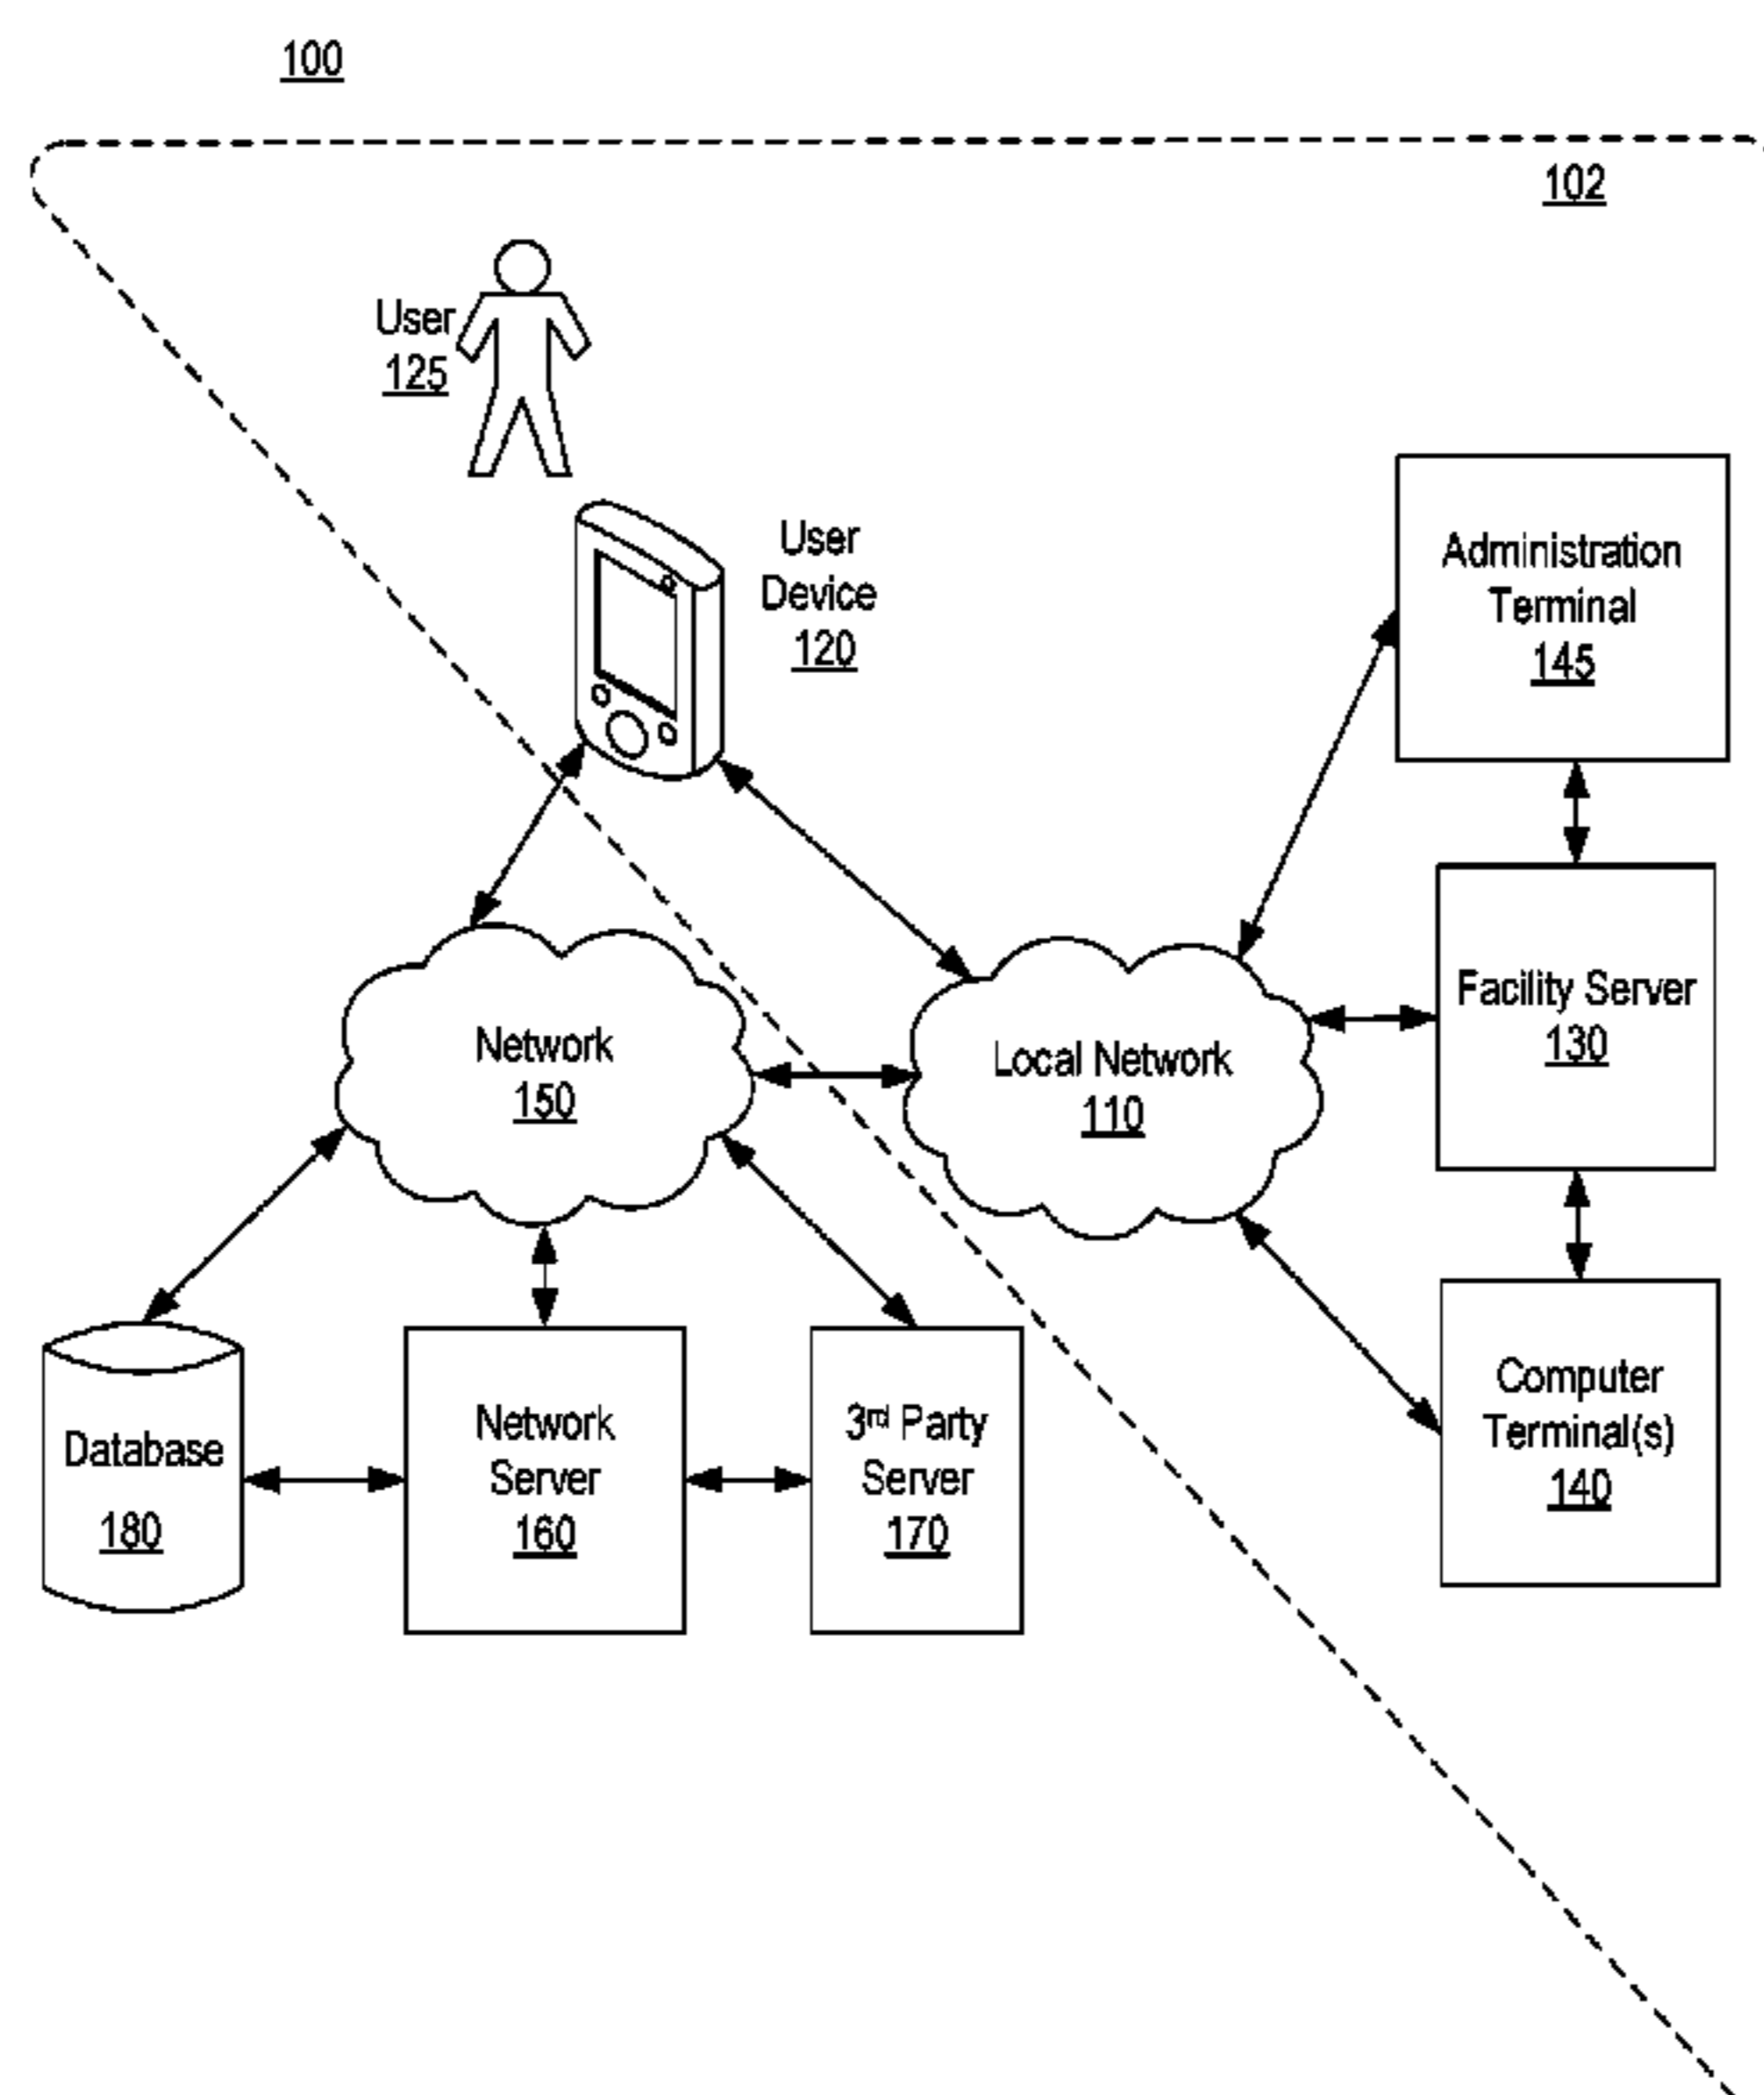 100
102
User
125
User
Device
120
Administration
Terminal
145
Facility Server
130
Network
150
Local Network
110
Database
180
Network
Server
160
3rd Party
Server
170
Computer
Terminal(s)
140